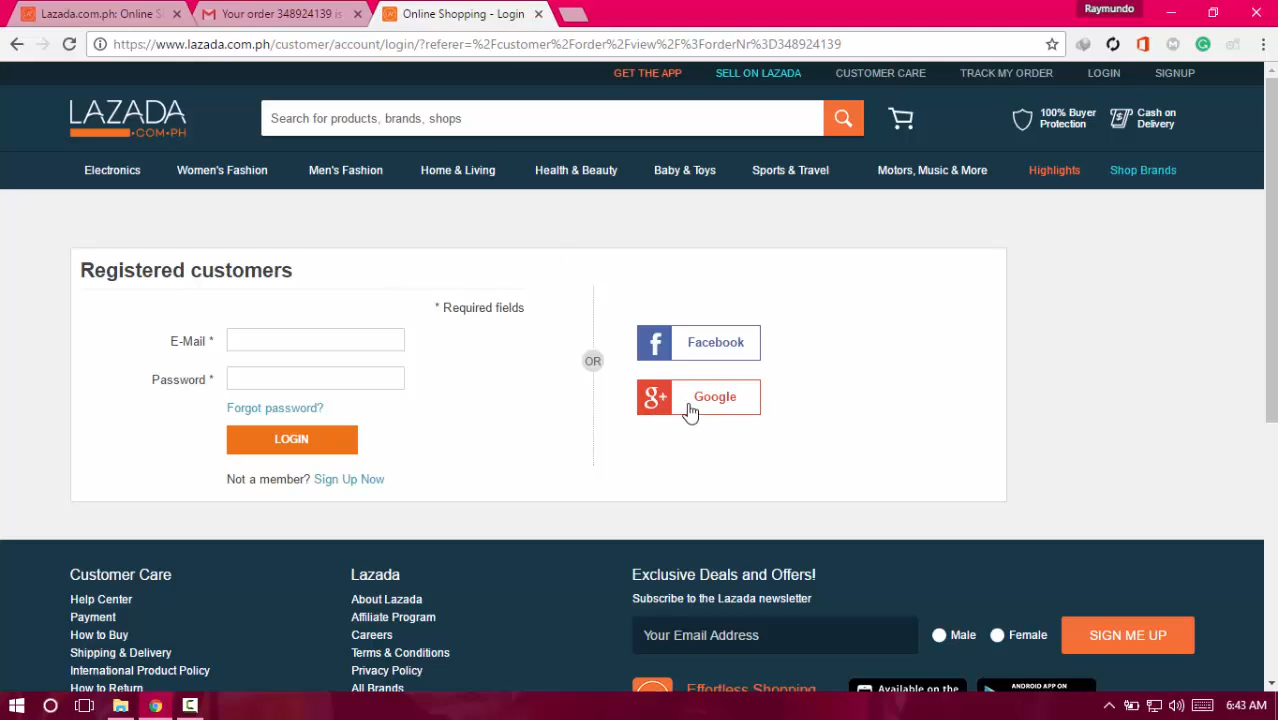 Lazada.com.ph: Online S
Your order 348924139 is
Online Shopping - Login
Raymundo
https://www.lazada.com.ph/customer/account/login/?referer=%2Fcustomer%2Forder%2Fview%2F%3ForderNr%3D348924139
GET THE APP
SELL ON LAZADA
CUSTOMER CARE
TRACK MY ORDER
LOGIN
SIGNUP
LAZADA
.COM.PH
Search for products, brands, shops
100% Buyer
Protection
Cash on
Delivery
Electronics
Women's Fashion
Men's Fashion
Home & Living
Health & Beauty
Baby & Toys
Sports & Travel
Motors, Music & More
Highlights
Shop Brands
Registered customers
* Required fields
E-Mail *
Password *
Forgot password?
LOGIN
Not a member? Sign Up Now
OR
f Facebook
g+ Google
Customer Care
Help Center
Payment
How to Buy
Shipping & Delivery
International Product Policy
How to Return
Lazada
About Lazada
Affiliate Program
Careers
Terms & Conditions
Privacy Policy
All Brands
Exclusive Deals and Offers!
Subscribe to the Lazada newsletter
Your Email Address
Male
Female
SIGN ME UP
Effortless Shopping
Available on the
ANDROID APP ON
6:43 AM